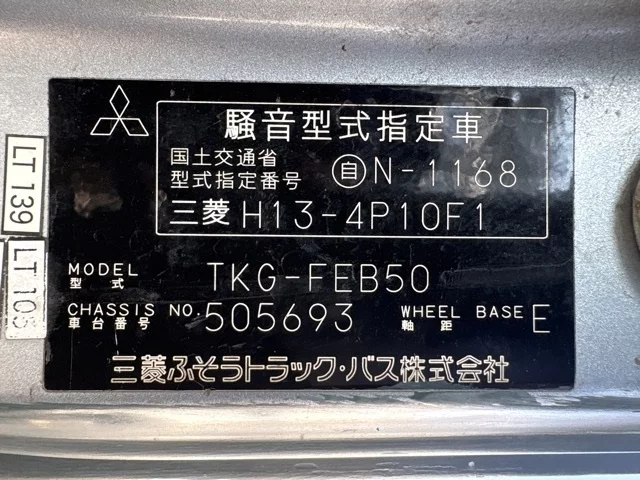 騒音型式指定車
国土交通省
型式指定番号 自 N-1168
三菱 H13-4P10F1
MODEL
型式 TKG-FEB50
CHASSIS NO.
車台番号 505693
WHEEL BASE
軸距 E
三菱ふそうトラック・バス株式会社
LT 139
LT 103